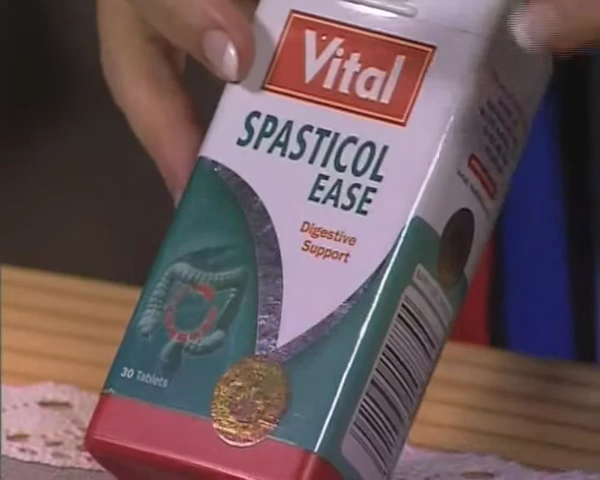 Vital
SPASTICOL
EASE
Digestive
Support
30 Tablets